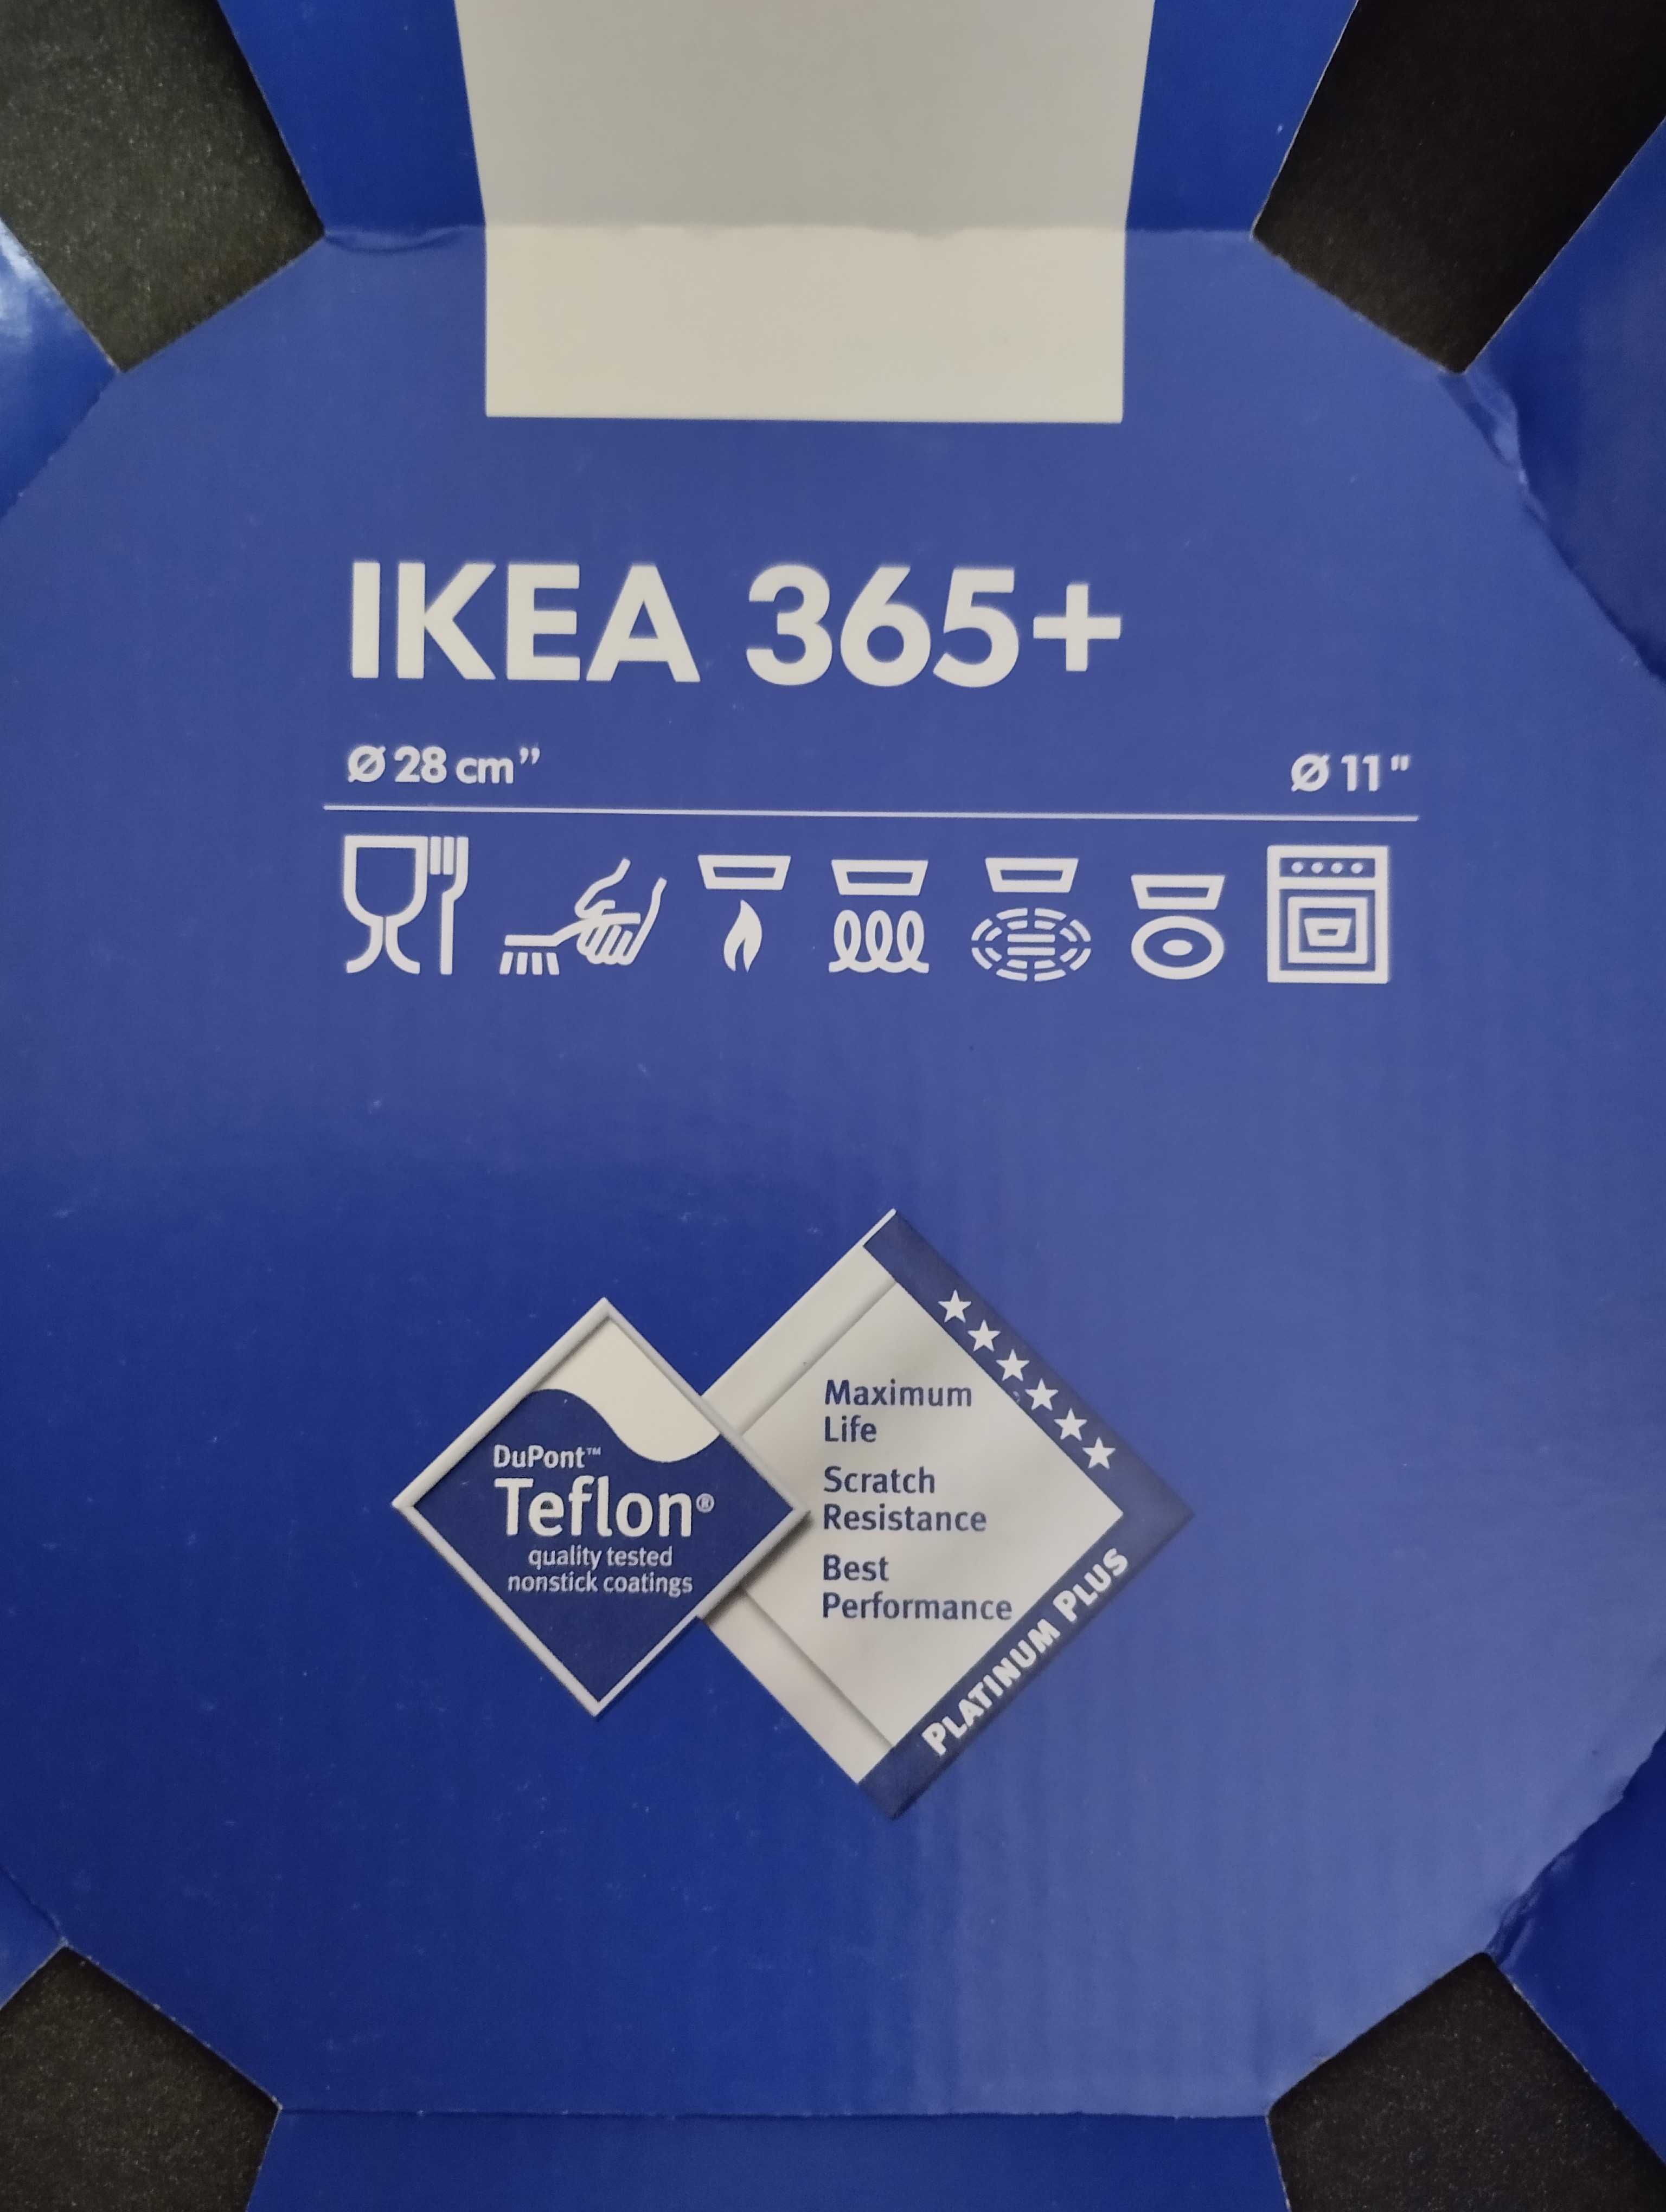 IKEA 365+
Ø 28 cm” Ø 11"
DuPont™
Teflon®
quality tested
nonstick coatings
Maximum
Life
Scratch
Resistance
Best
Performance
PLATINUM PLUS